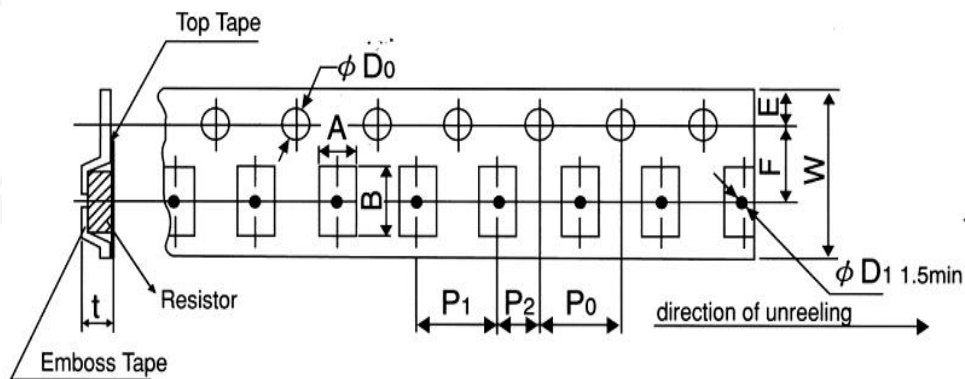 Top Tape
φ D0
A
E
B
F
W
φ D1 1.5min
t
Resistor
P1
P2
P0
direction of unreeling
Emboss Tape